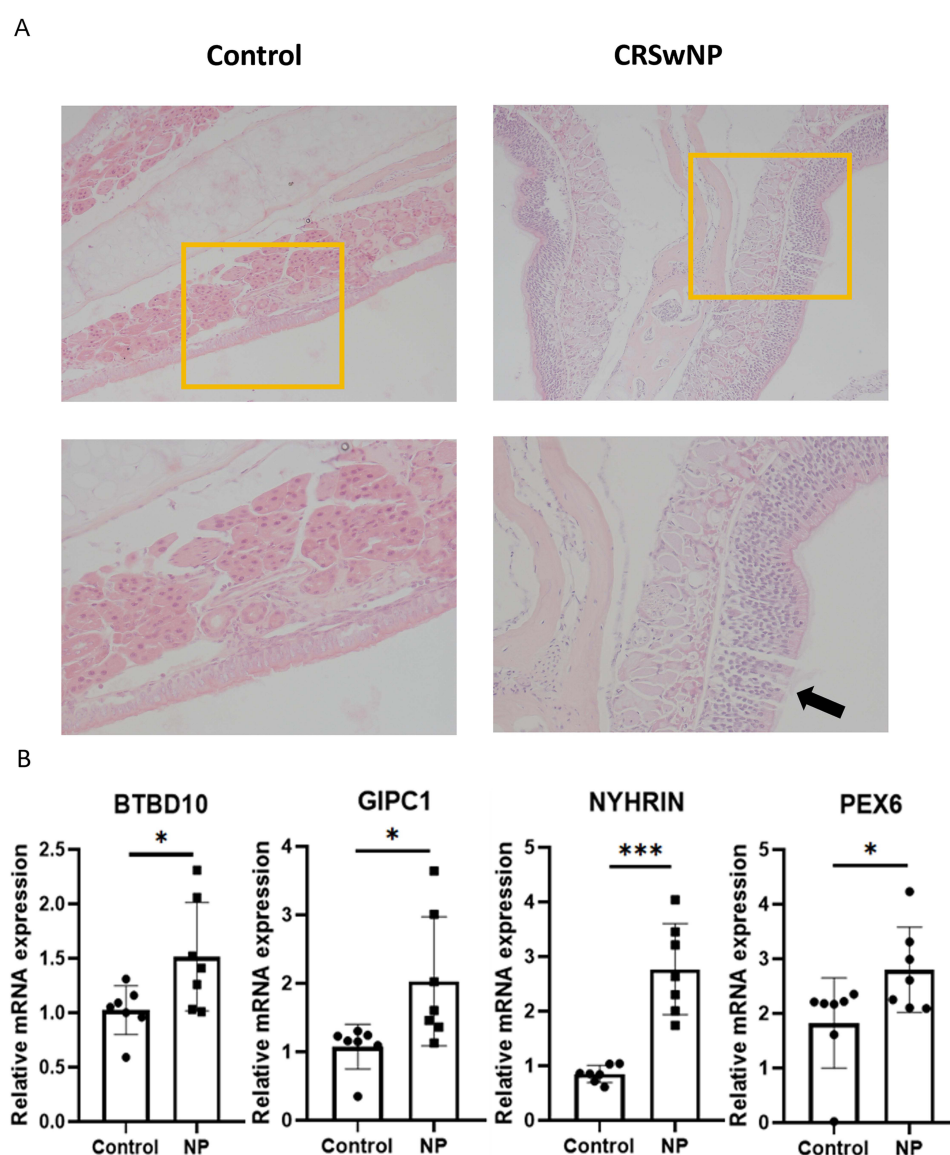 A
Control CRSwNP
B
BTBD10 GIPC1 NYHRIN PEX6
* * *** *
Relative mRNA expression
2.5
2.0
1.5
1.0
0.5
0.0
Control NP
Relative mRNA expression
4
3
2
1
0
Control NP
Relative mRNA expression
5
4
3
2
1
0
Control NP
Relative mRNA expression
5
4
3
2
1
0
Control NP